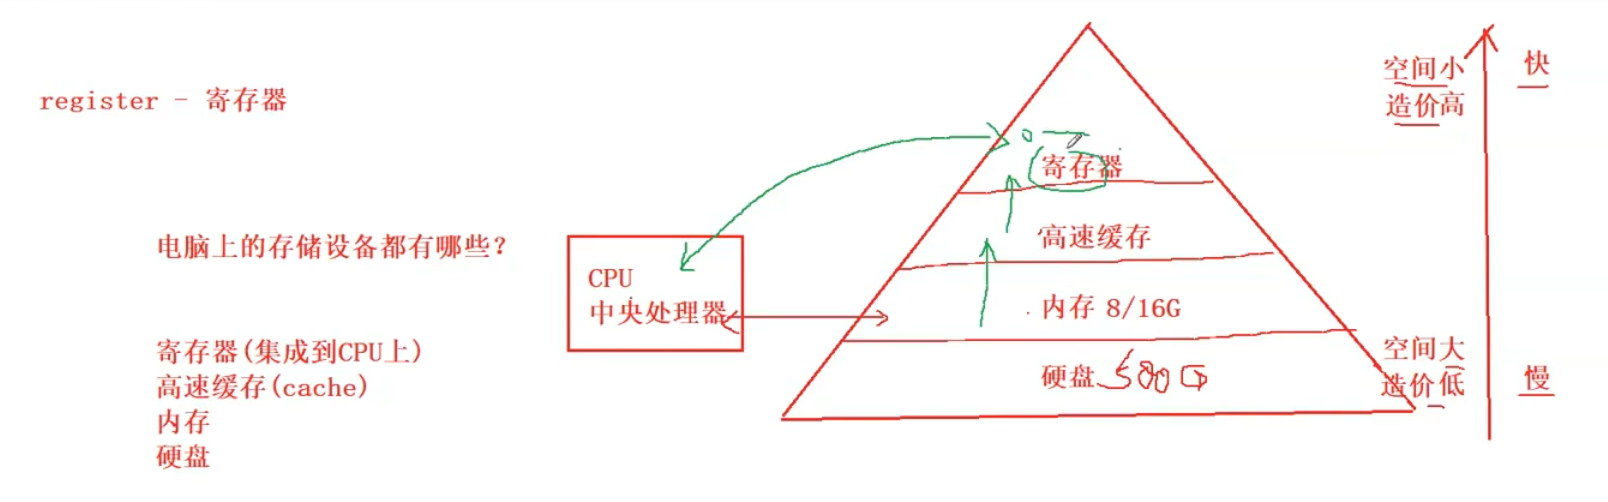 register - 寄存器
电脑上的存储设备都有哪些?
寄存器(集成到CPU上)
高速缓存(cache)
内存
硬盘
CPU
中央处理器
寄存器
高速缓存
内存 8/16G
硬盘 500G
空间小
造价高
快
空间大
造价低
慢